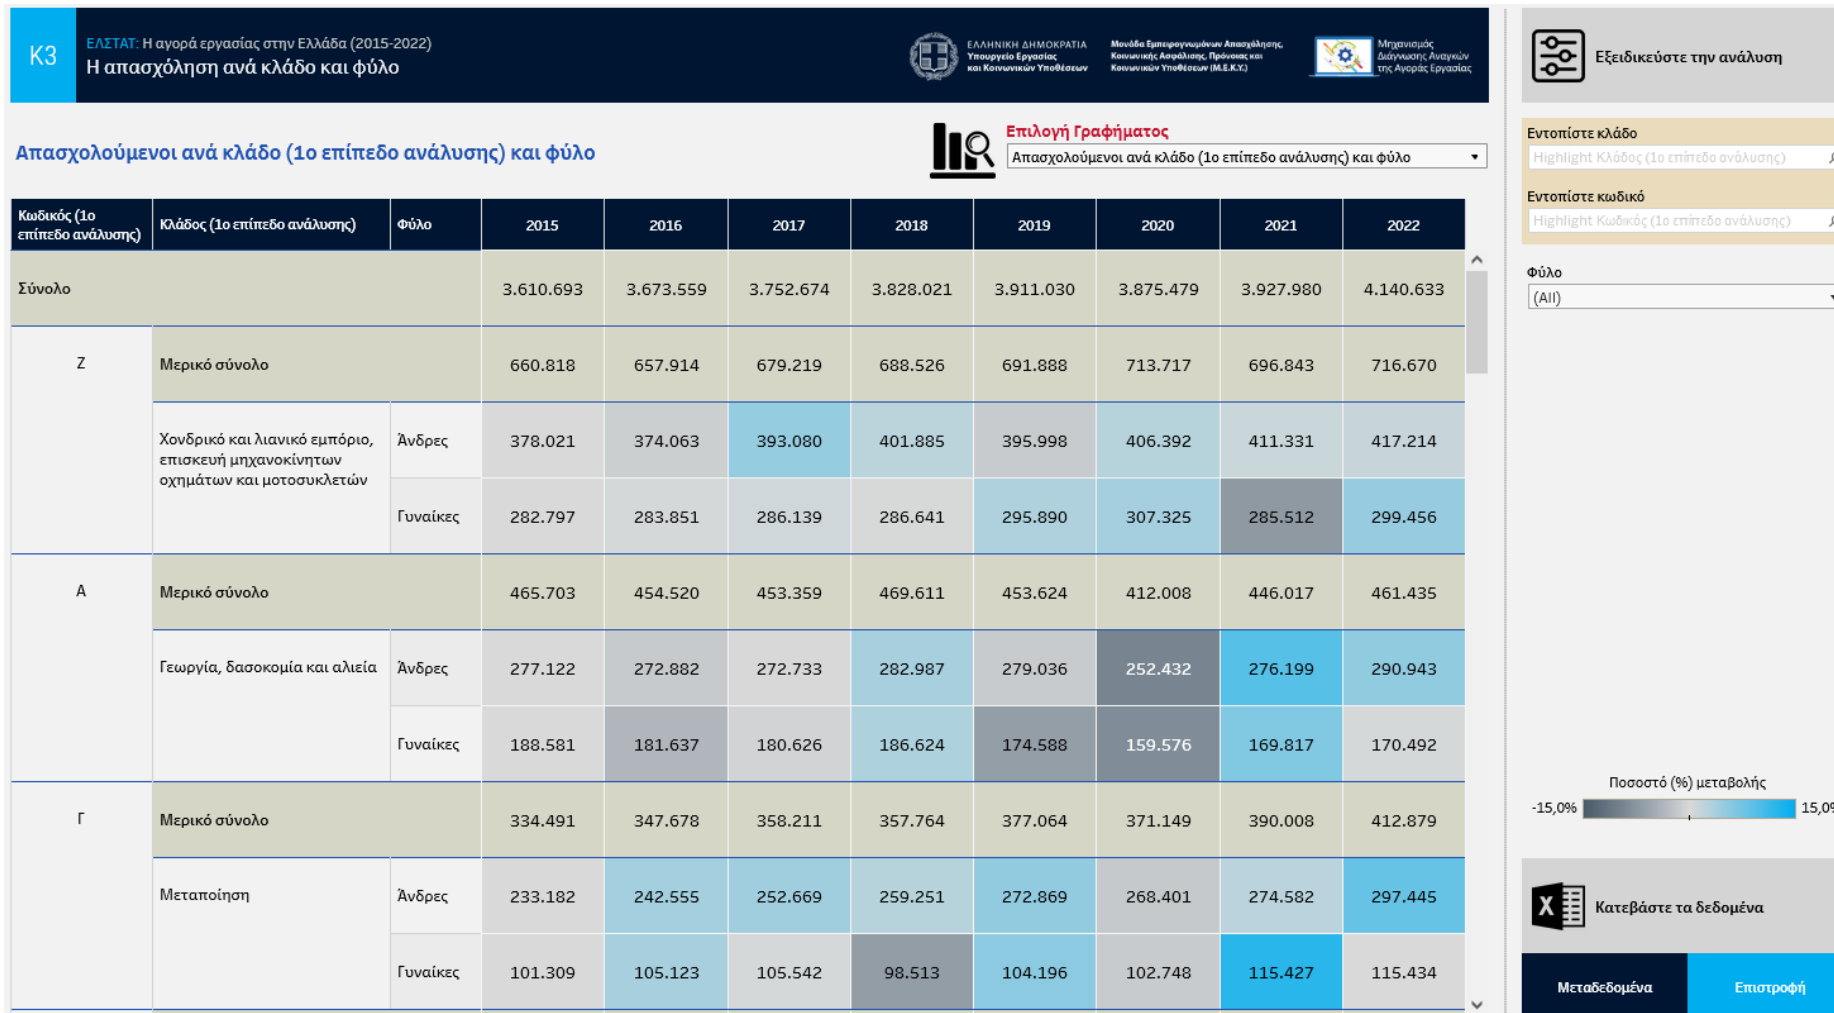 Κ3
ΕΛΣΤΑΤ: Η αγορά εργασίας στην Ελλάδα (2015-2022)
Η απασχόληση ανά κλάδο και φύλο
ΕΛΛΗΝΙΚΗ ΔΗΜΟΚΡΑΤΙΑ
Υπουργείο Εργασίας
και Κοινωνικών Υποθέσεων
Μονάδα Εμπειρογνωμόνων Απασχόλησης,
Κοινωνικής Ασφάλισης, Πρόνοιας και
Κοινωνικών Υποθέσεων (Μ.Ε.Κ.Υ.)
Μηχανισμός
Διάγνωσης Αναγκών
της Αγοράς Εργασίας
Εξειδικεύστε την ανάλυση
Απασχολούμενοι ανά κλάδο (1ο επίπεδο ανάλυσης) και φύλο
Επιλογή Γραφήματος
Απασχολούμενοι ανά κλάδο (1ο επίπεδο ανάλυσης) και φύλο
Εντοπίστε κλάδο
Highlight Κλάδος (1ο επίπεδο ανάλυσης)
Εντοπίστε κωδικό
Highlight Κωδικός (1ο επίπεδο ανάλυσης)
Φύλο
(All)
Κωδικός (1ο
επίπεδο ανάλυσης) Κλάδος (1ο επίπεδο ανάλυσης) Φύλο 2015 2016 2017 2018 2019 2020 2021 2022
Σύνολο 3.610.693 3.673.559 3.752.674 3.828.021 3.911.030 3.875.479 3.927.980 4.140.633
Ζ Μερικό σύνολο 660.818 657.914 679.219 688.526 691.888 713.717 696.843 716.670
Χονδρικό και λιανικό εμπόριο,
επισκευή μηχανοκίνητων
οχημάτων και μοτοσυκλετών
Άνδρες 378.021 374.063 393.080 401.885 395.998 406.392 411.331 417.214
Γυναίκες 282.797 283.851 286.139 286.641 295.890 307.325 285.512 299.456
Α Μερικό σύνολο 465.703 454.520 453.359 469.611 453.624 412.008 446.017 461.435
Γεωργία, δασοκομία και αλιεία Άνδρες 277.122 272.882 272.733 282.987 279.036 252.432 276.199 290.943
Γυναίκες 188.581 181.637 180.626 186.624 174.588 159.576 169.817 170.492
Γ Μερικό σύνολο 334.491 347.678 358.211 357.764 377.064 371.149 390.008 412.879
Μεταποίηση Άνδρες 233.182 242.555 252.669 259.251 272.869 268.401 274.582 297.445
Γυναίκες 101.309 105.123 105.542 98.513 104.196 102.748 115.427 115.434
Ποσοστό (%) μεταβολής
-15,0% 15,0%
Κατεβάστε τα δεδομένα
Μεταδεδομένα
Επιστροφή